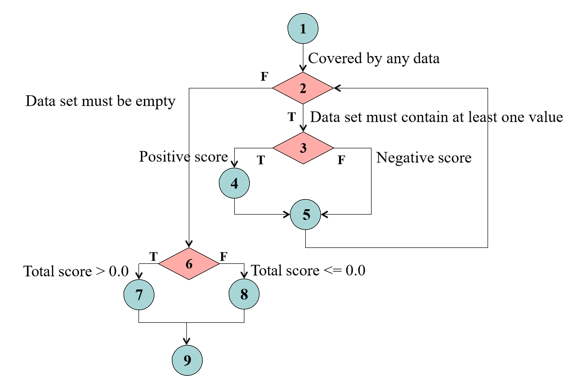 1
Covered by any data
F
2
Data set must be empty
T
Data set must contain at least one value
3
Positive score
T
F
Negative score
4
5
T
6
F
Total score > 0.0
Total score <= 0.0
7
8
9